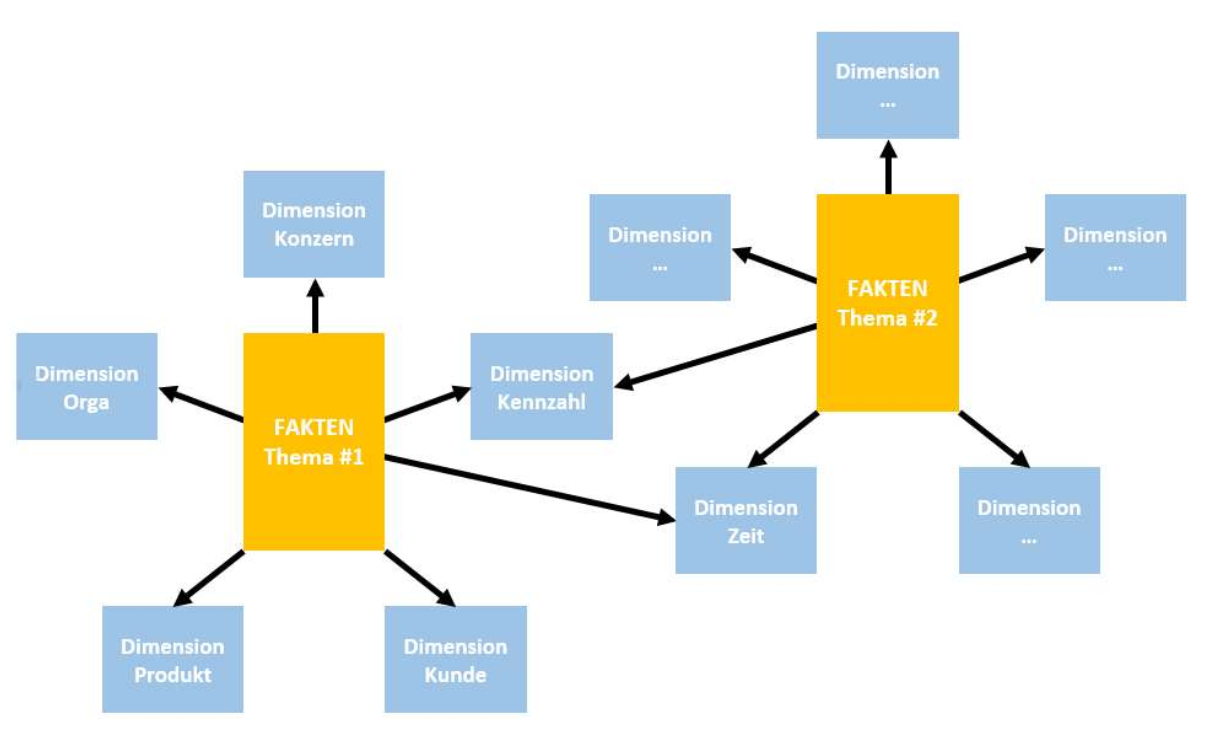 Dimension
...
Dimension
Konzern
Dimension
...
Dimension
...
FAKTEN
Thema #2
Dimension
Orga
FAKTEN
Thema #1
Dimension
Kennzahl
Dimension
Zeit
Dimension
...
Dimension
Produkt
Dimension
Kunde